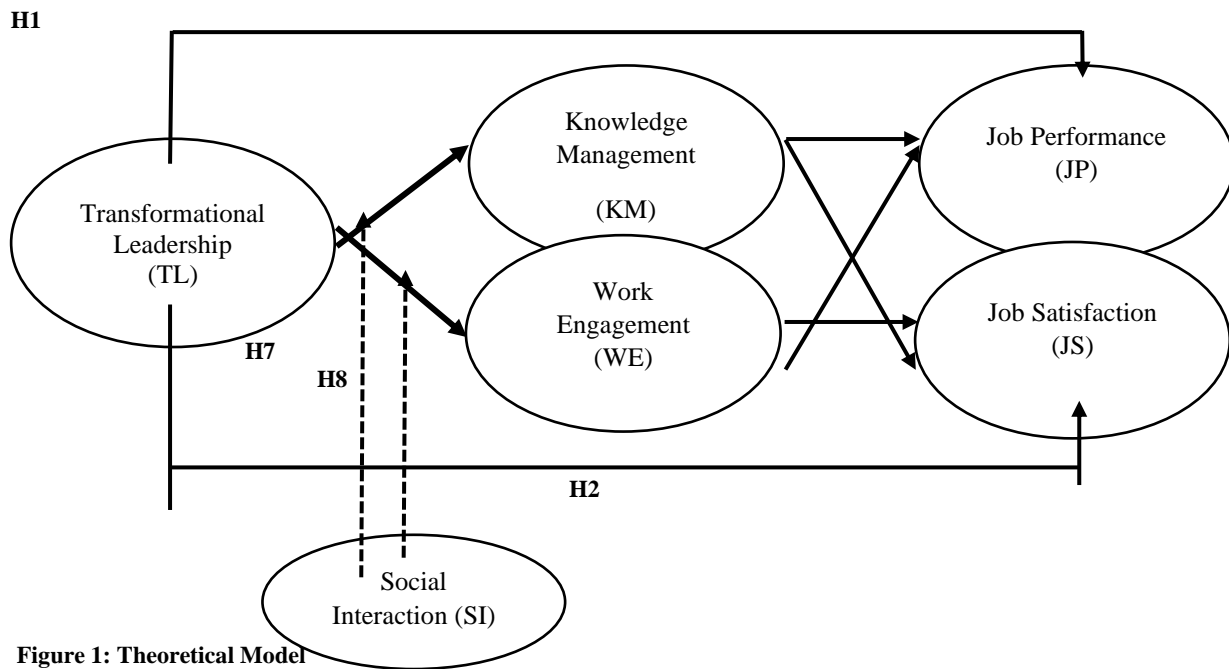 H1
Knowledge
Management
(KM)
Job Performance
(JP)
Transformational
Leadership
(TL)
Work
Engagement
(WE)
Job Satisfaction
(JS)
H7
H8
H2
Social
Interaction (SI)
Figure 1: Theoretical Model